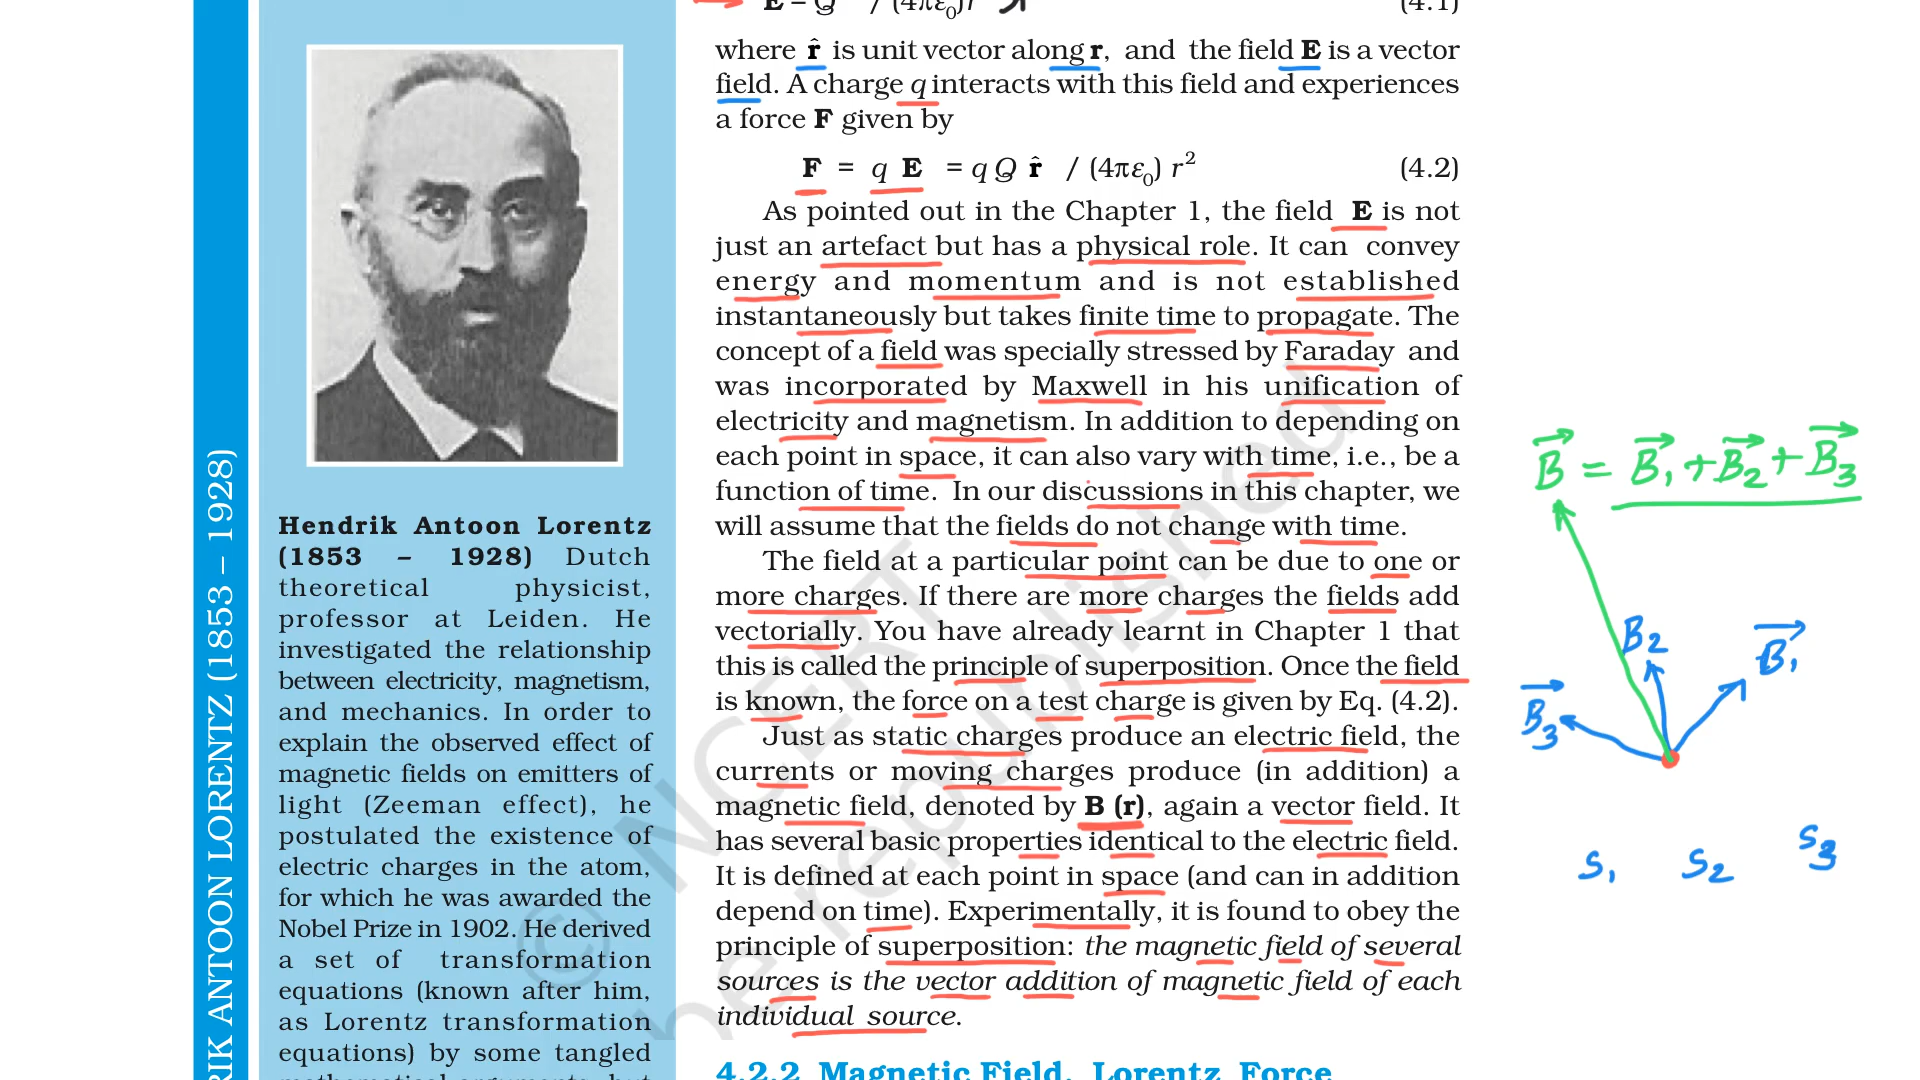 RIK ANTOON LORENTZ (1853 – 1928)
Hendrik Antoon Lorentz
(1853 – 1928) Dutch
theoretical physicist,
professor at Leiden. He
investigated the relationship
between electricity, magnetism,
and mechanics. In order to
explain the observed effect of
magnetic fields on emitters of
light (Zeeman effect), he
postulated the existence of
electric charges in the atom,
for which he was awarded the
Nobel Prize in 1902. He derived
a set of transformation
equations (known after him,
as Lorentz transformation
equations) by some tangled
mathematical arguments, but
E = Q / (4πε₀)r (4.1)
where r̂ is unit vector along r, and the field E is a vector
field. A charge q interacts with this field and experiences
a force F given by
F = q E = q Q r̂ / (4πε₀) r² (4.2)
As pointed out in the Chapter 1, the field E is not
just an artefact but has a physical role. It can convey
energy and momentum and is not established
instantaneously but takes finite time to propagate. The
concept of a field was specially stressed by Faraday and
was incorporated by Maxwell in his unification of
electricity and magnetism. In addition to depending on
each point in space, it can also vary with time, i.e., be a
function of time. In our discussions in this chapter, we
will assume that the fields do not change with time.
The field at a particular point can be due to one or
more charges. If there are more charges the fields add
vectorially. You have already learnt in Chapter 1 that
this is called the principle of superposition. Once the field
is known, the force on a test charge is given by Eq. (4.2).
Just as static charges produce an electric field, the
currents or moving charges produce (in addition) a
magnetic field, denoted by B (r), again a vector field. It
has several basic properties identical to the electric field.
It is defined at each point in space (and can in addition
depend on time). Experimentally, it is found to obey the
principle of superposition: the magnetic field of several
sources is the vector addition of magnetic field of each
individual source.
4.2.2 Magnetic Field, Lorentz Force
© NCERT
be republished
B⃗ = B⃗₁ + B⃗₂ + B⃗₃
B₂
B⃗₁
B⃗₃
S₁ S₂ S₃